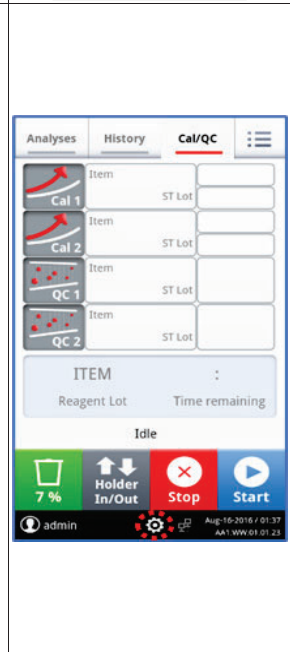 Analyses History Cal/QC
Item
Cal 1 ST Lot
Item
Cal 2 ST Lot
Item
QC 1 ST Lot
Item
QC 2 ST Lot
ITEM :
Reagent Lot Time remaining
Idle
7 % Holder In/Out Stop Start
admin Aug-16-2016 / 01:37
AA1.WW.01.01.23